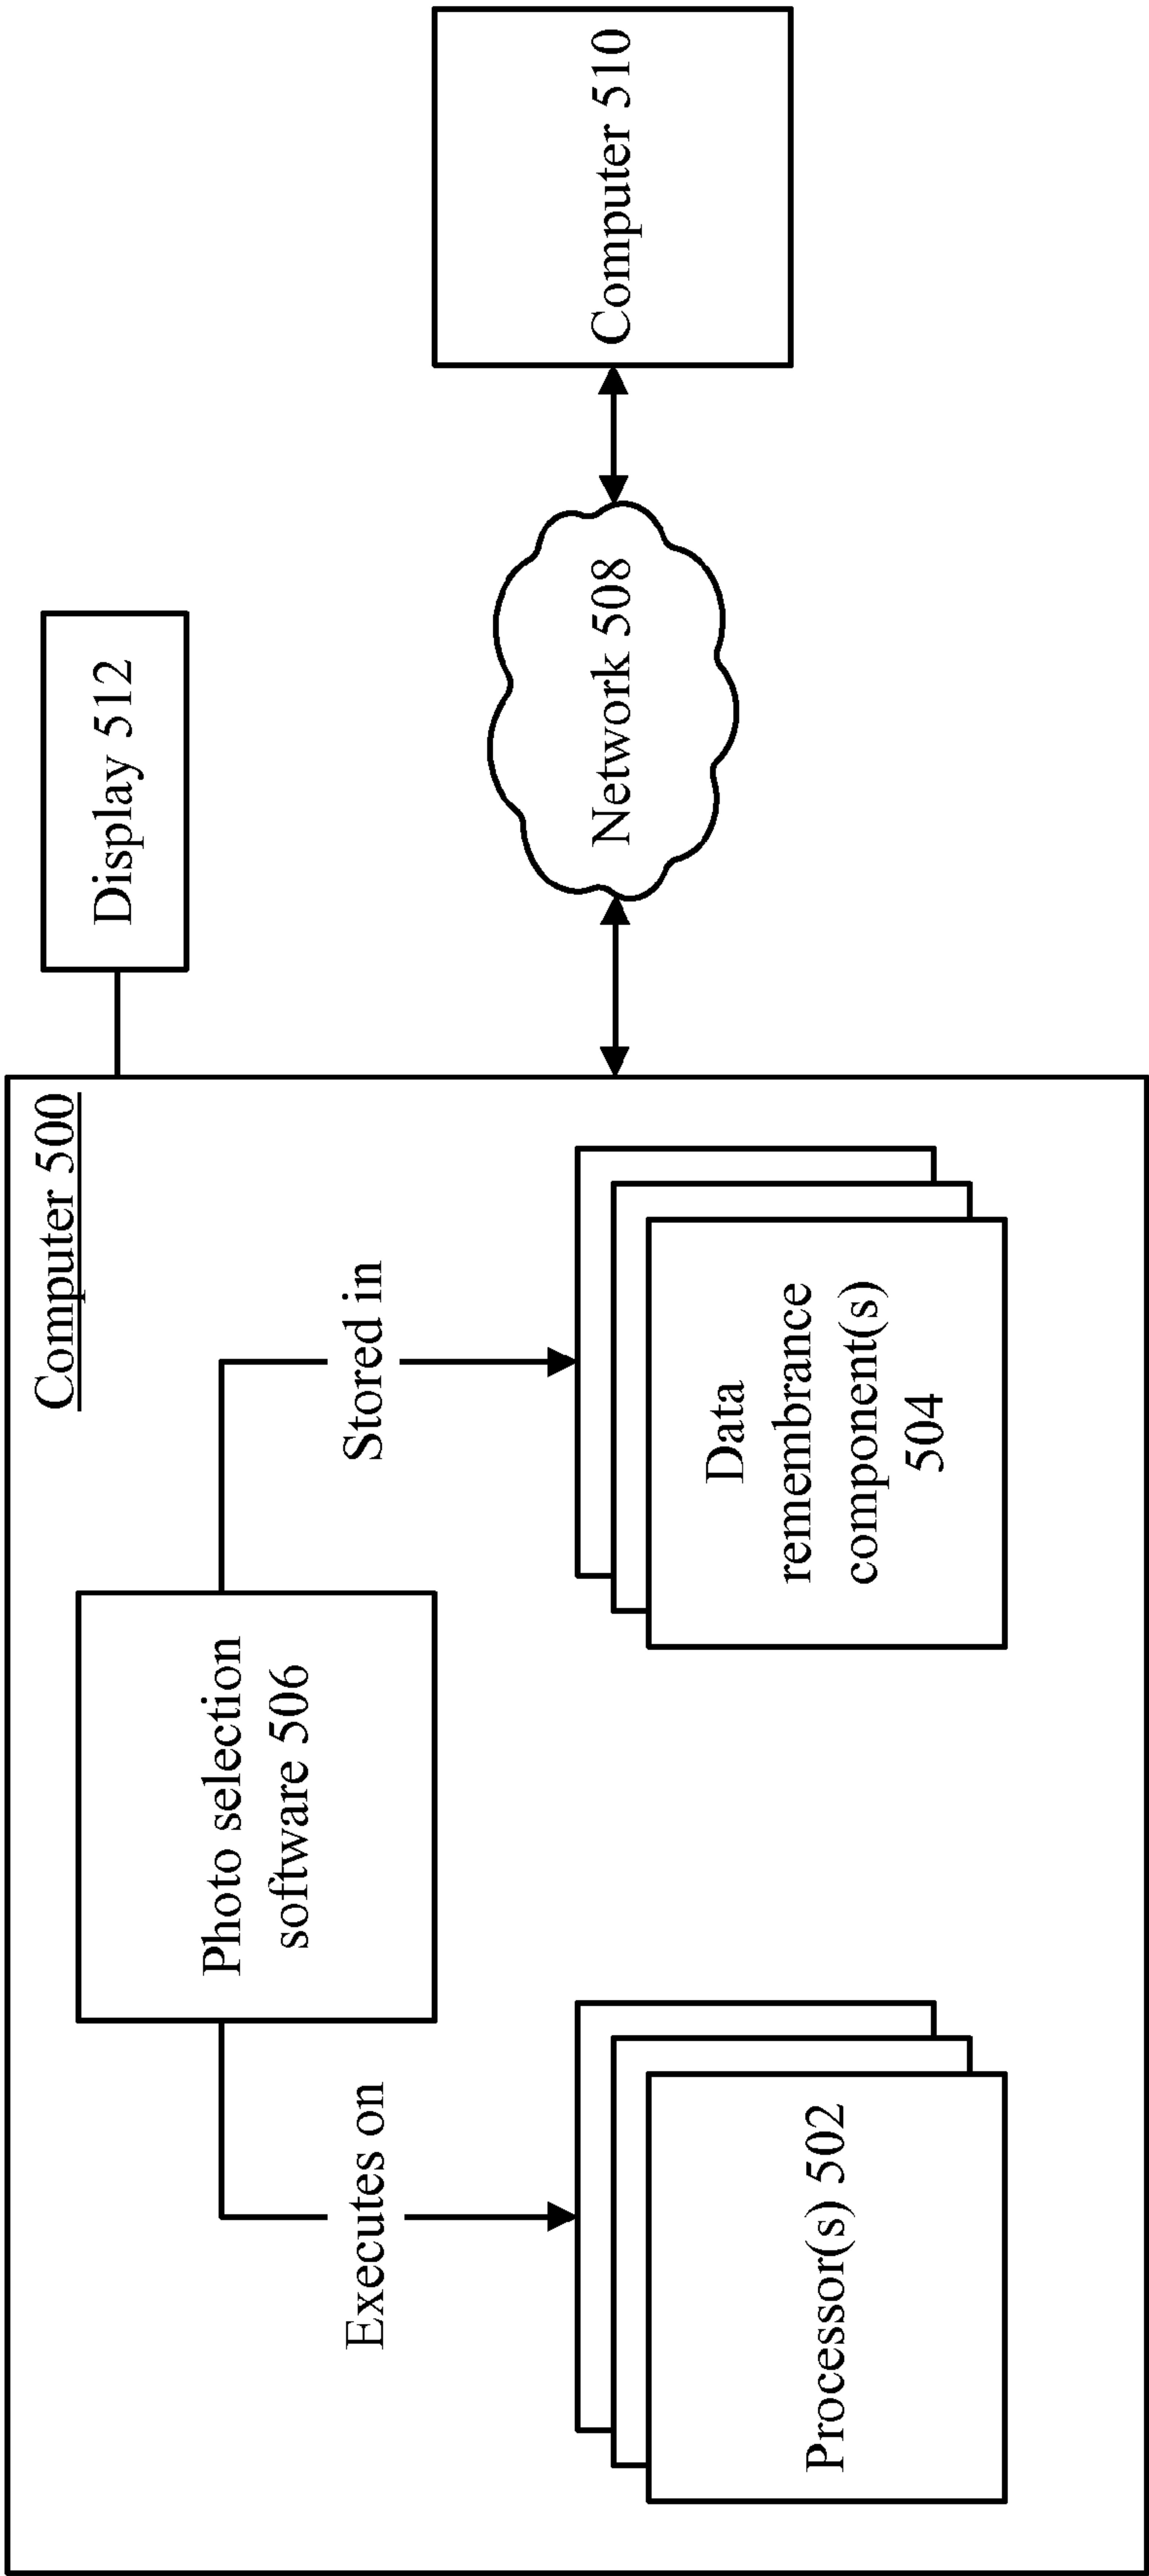 Computer 500
Photo selection
software 506
Executes on
Stored in
Processor(s) 502
Data
remembrance
component(s)
504
Display 512
Network 508
Computer 510